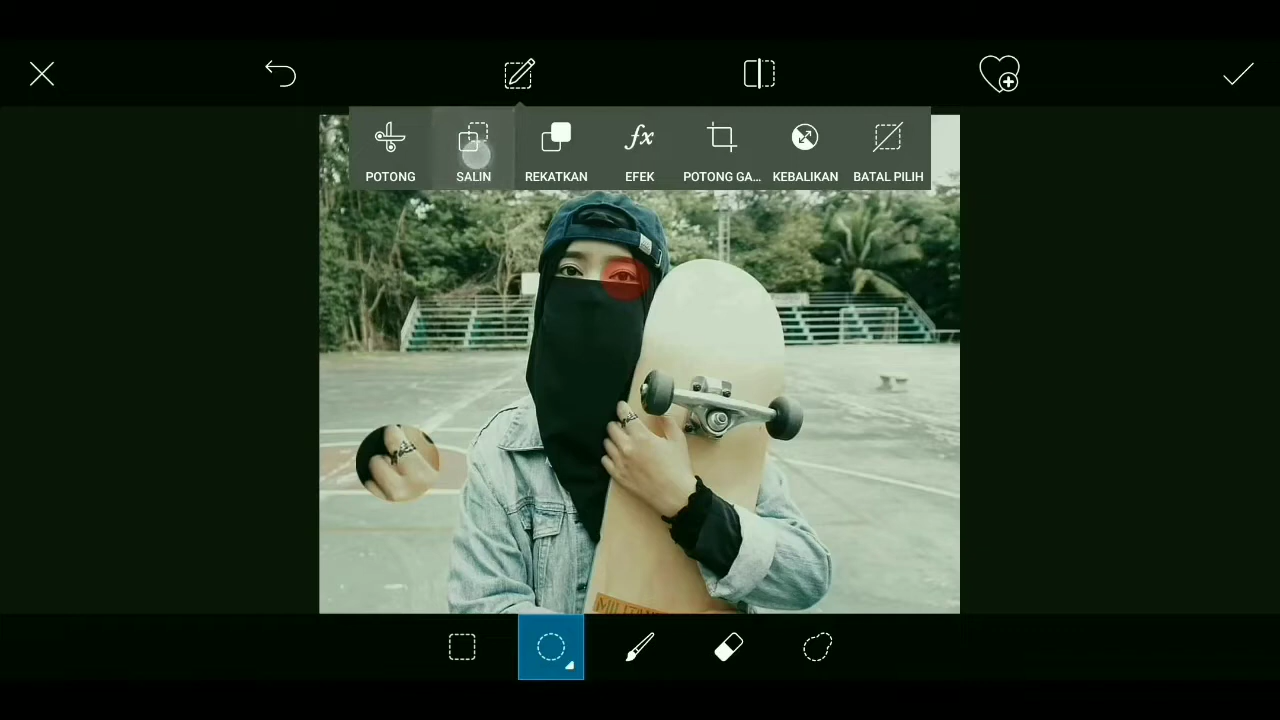 POTONG
SALIN
REKATKAN
EFEK
POTONG GA...
KEBALIKAN
BATAL PILIH